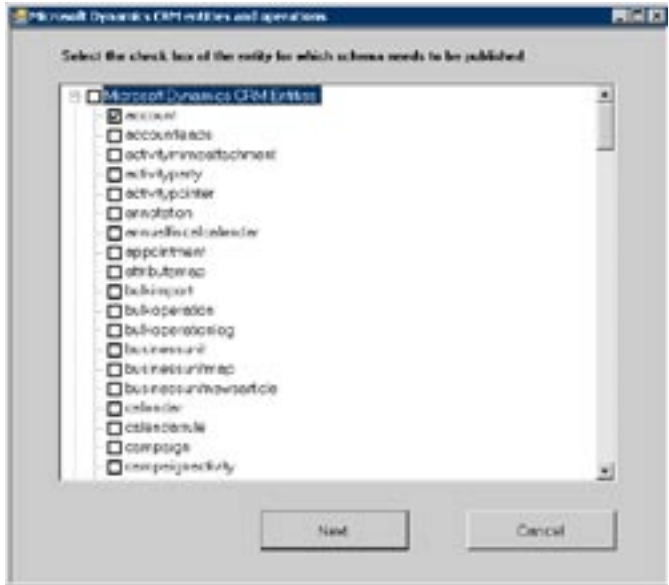 Microsoft Dynamics CRM entities and operations
Select the check box of the entity for which schema needs to be published
Microsoft Dynamics CRM Entities
account
accountleads
activitymimeattachment
activityparty
activitypointer
annotation
annualfiscalcalendar
appointment
attributemap
bulkimport
bulkoperation
bulkoperationlog
businessunit
businessunitmap
businessunitnewsarticle
calendar
calendarrule
campaign
campaignactivity
Next
Cancel